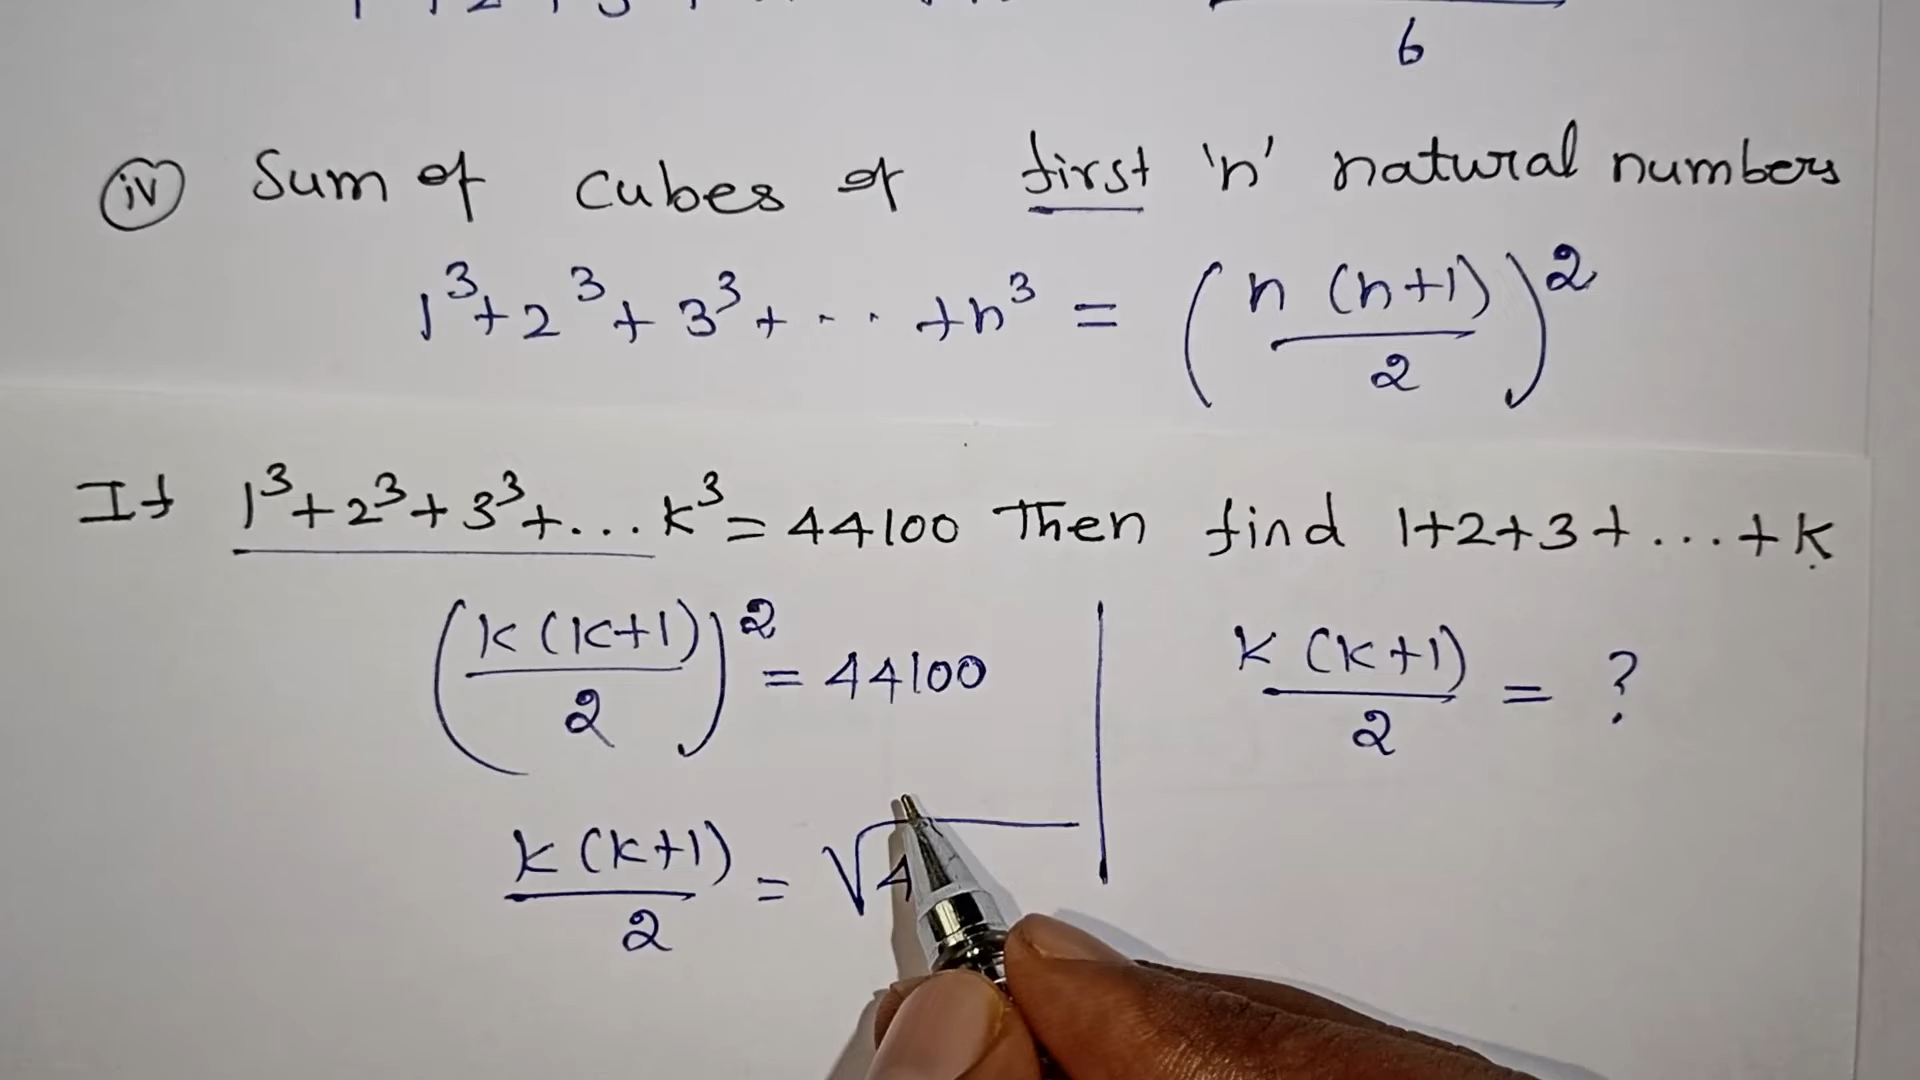 6
(iv) Sum of cubes of first 'n' natural numbers
1³+2³+3³+ . . +n³ = (n (n+1)/2)²
If 1³+2³+3³+... k³ = 44100 Then find 1+2+3+...+k
(k(k+1)/2)² = 44100
k (k+1)/2 = ?
k (k+1)/2 = √4